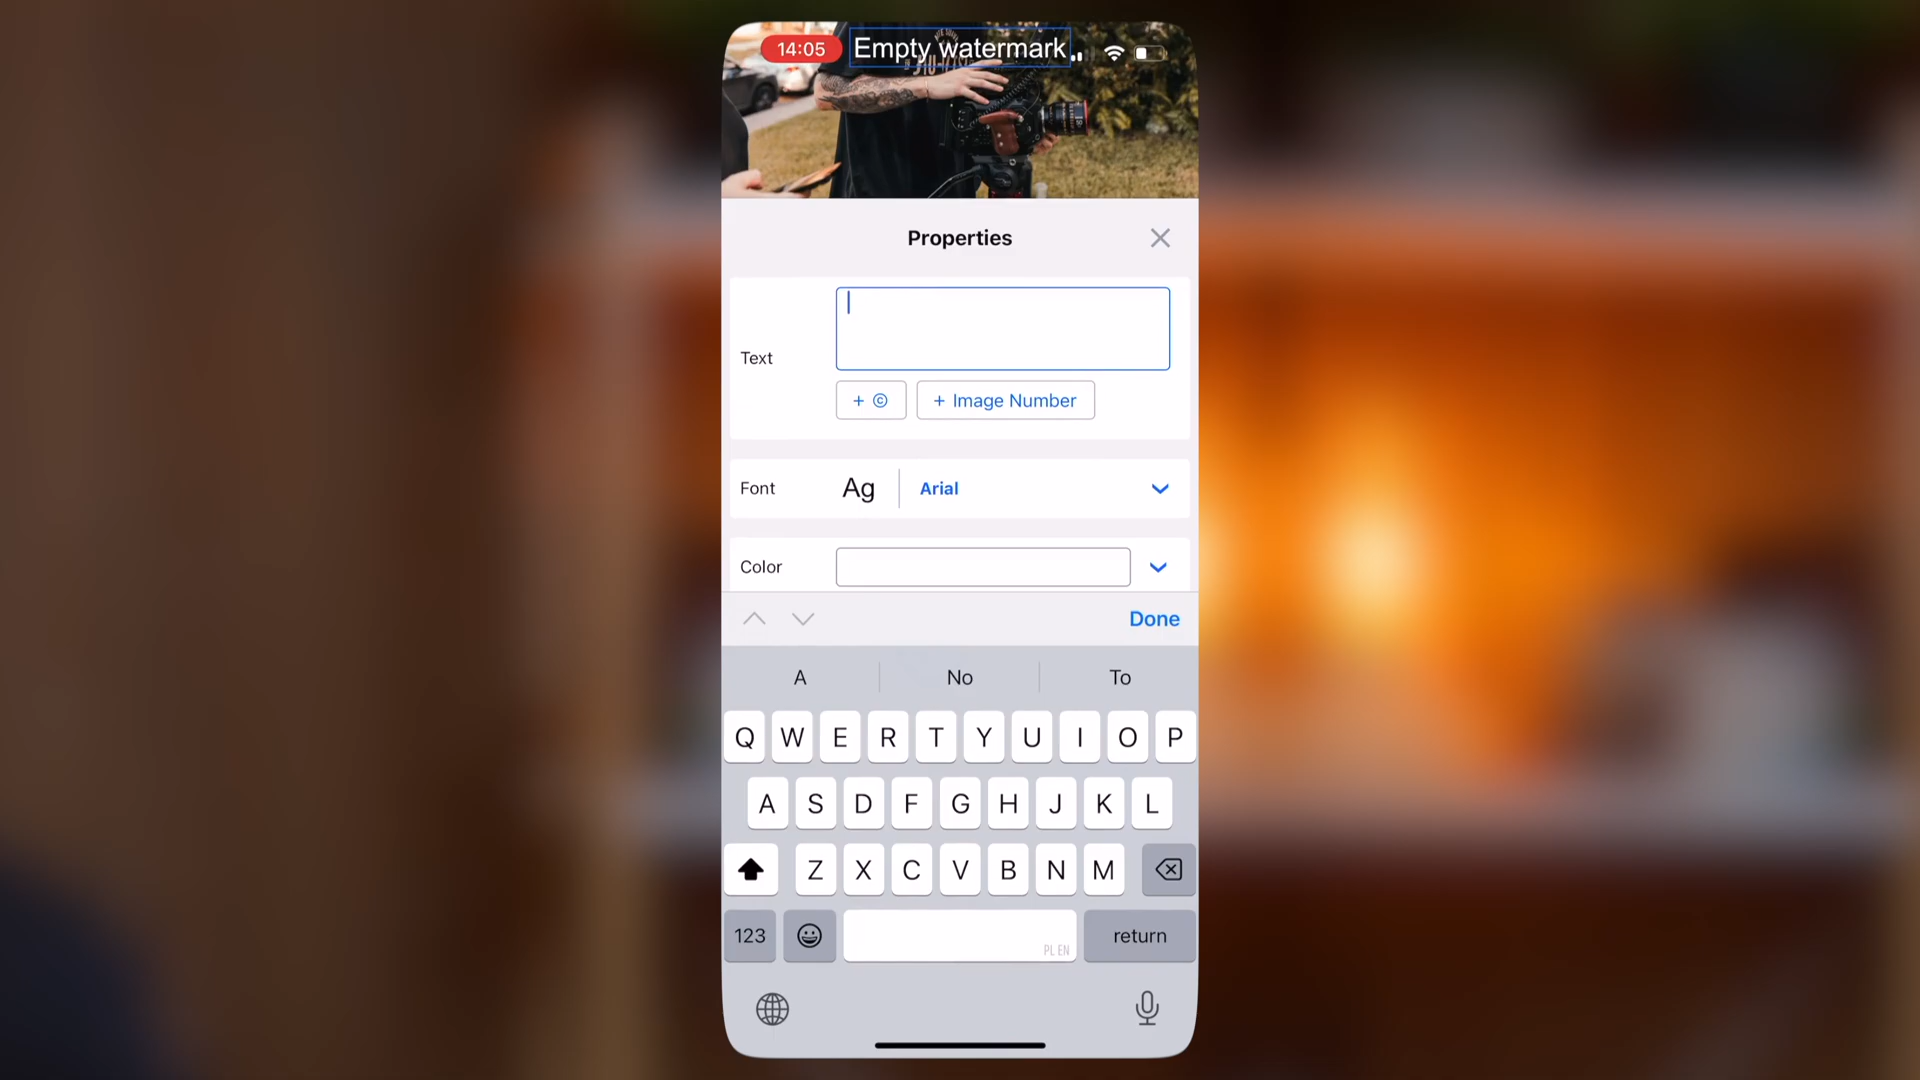 14:05 Empty watermark
Properties
Text
+ ©
+ Image Number
Font Ag Arial
Color
Done
A No To
Q W E R T Y U I O P
A S D F G H J K L
Z X C V B N M
123 PL EN return